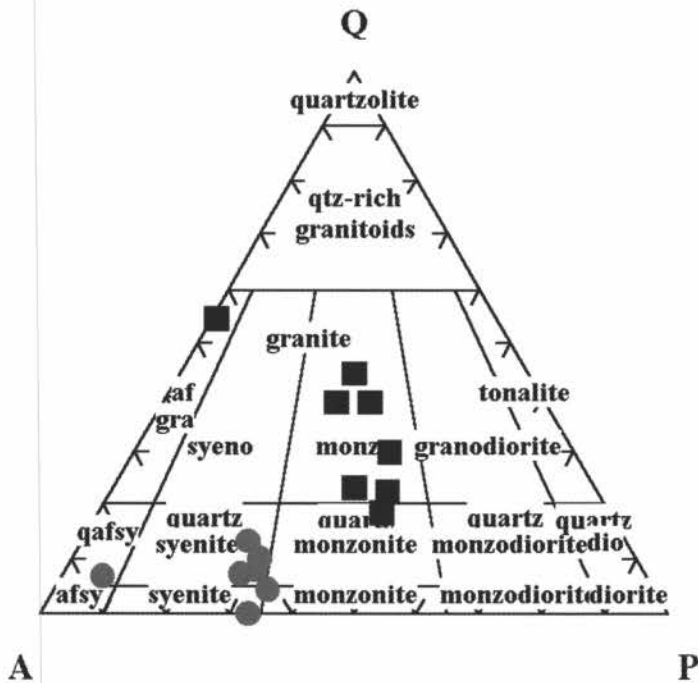 Q
quartzolite
qtz-rich
granitoids
granite
af
gra
tonalite
syeno
monz
granodiorite
qafsy
quartz
syenite
monzonite
quartz
monzodiorite
quartz
dio
afsy
syenite
monzonite
monzodiorite
diorite
A
P